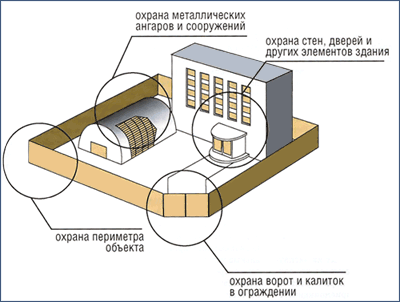 охрана металлических
ангаров и сооружений
охрана стен, дверей и
других элементов здания
охрана периметра
объекта
охрана ворот и калиток
в ограждении